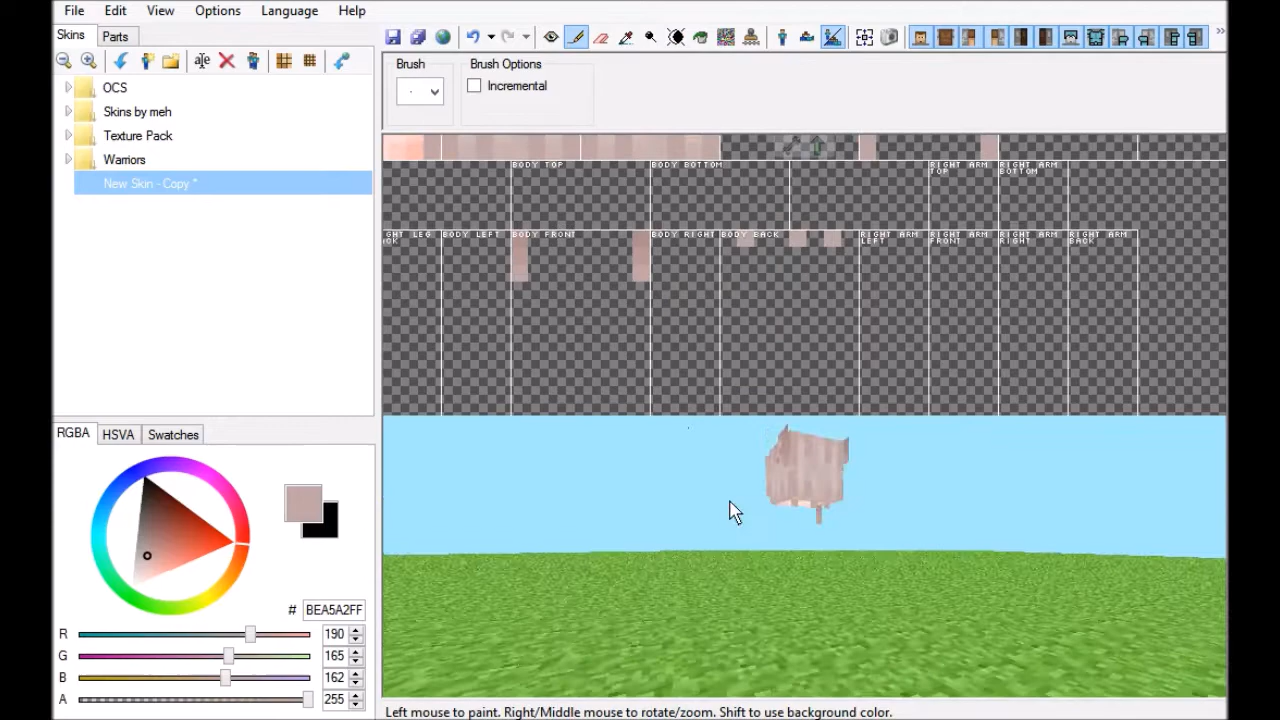 File Edit View Options Language Help
Skins Parts
OCS
Skins by meh
Texture Pack
Warriors
New Skin - Copy *
Brush
Brush Options
Incremental
BODY TOP
BODY BOTTOM
RIGHT ARM TOP
RIGHT ARM BOTTOM
BODY LEFT
BODY FRONT
BODY RIGHT
BODY BACK
RIGHT ARM LEFT
RIGHT ARM FRONT
RIGHT ARM RIGHT
RIGHT ARM BACK
RGBA HSVA Swatches
# BEA5A2FF
R 190
G 165
B 162
A 255
Left mouse to paint. Right/Middle mouse to rotate/zoom. Shift to use background color.